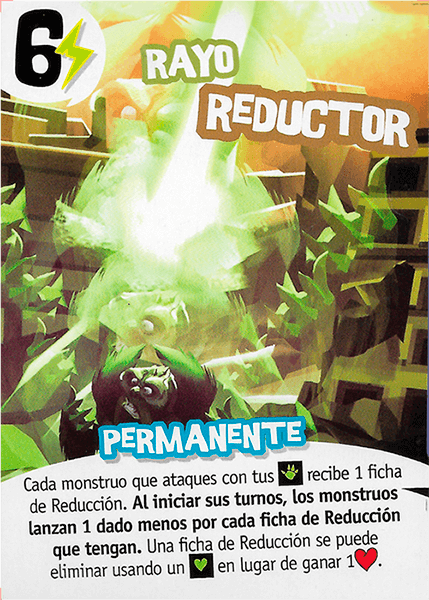 6
RAYO
REDUCTOR
PERMANENTE
Cada monstruo que ataques con tus recibe 1 ficha
de Reducción. Al iniciar sus turnos, los monstruos
lanzan 1 dado menos por cada ficha de Reducción
que tengan. Una ficha de Reducción se puede
eliminar usando un en lugar de ganar 1.